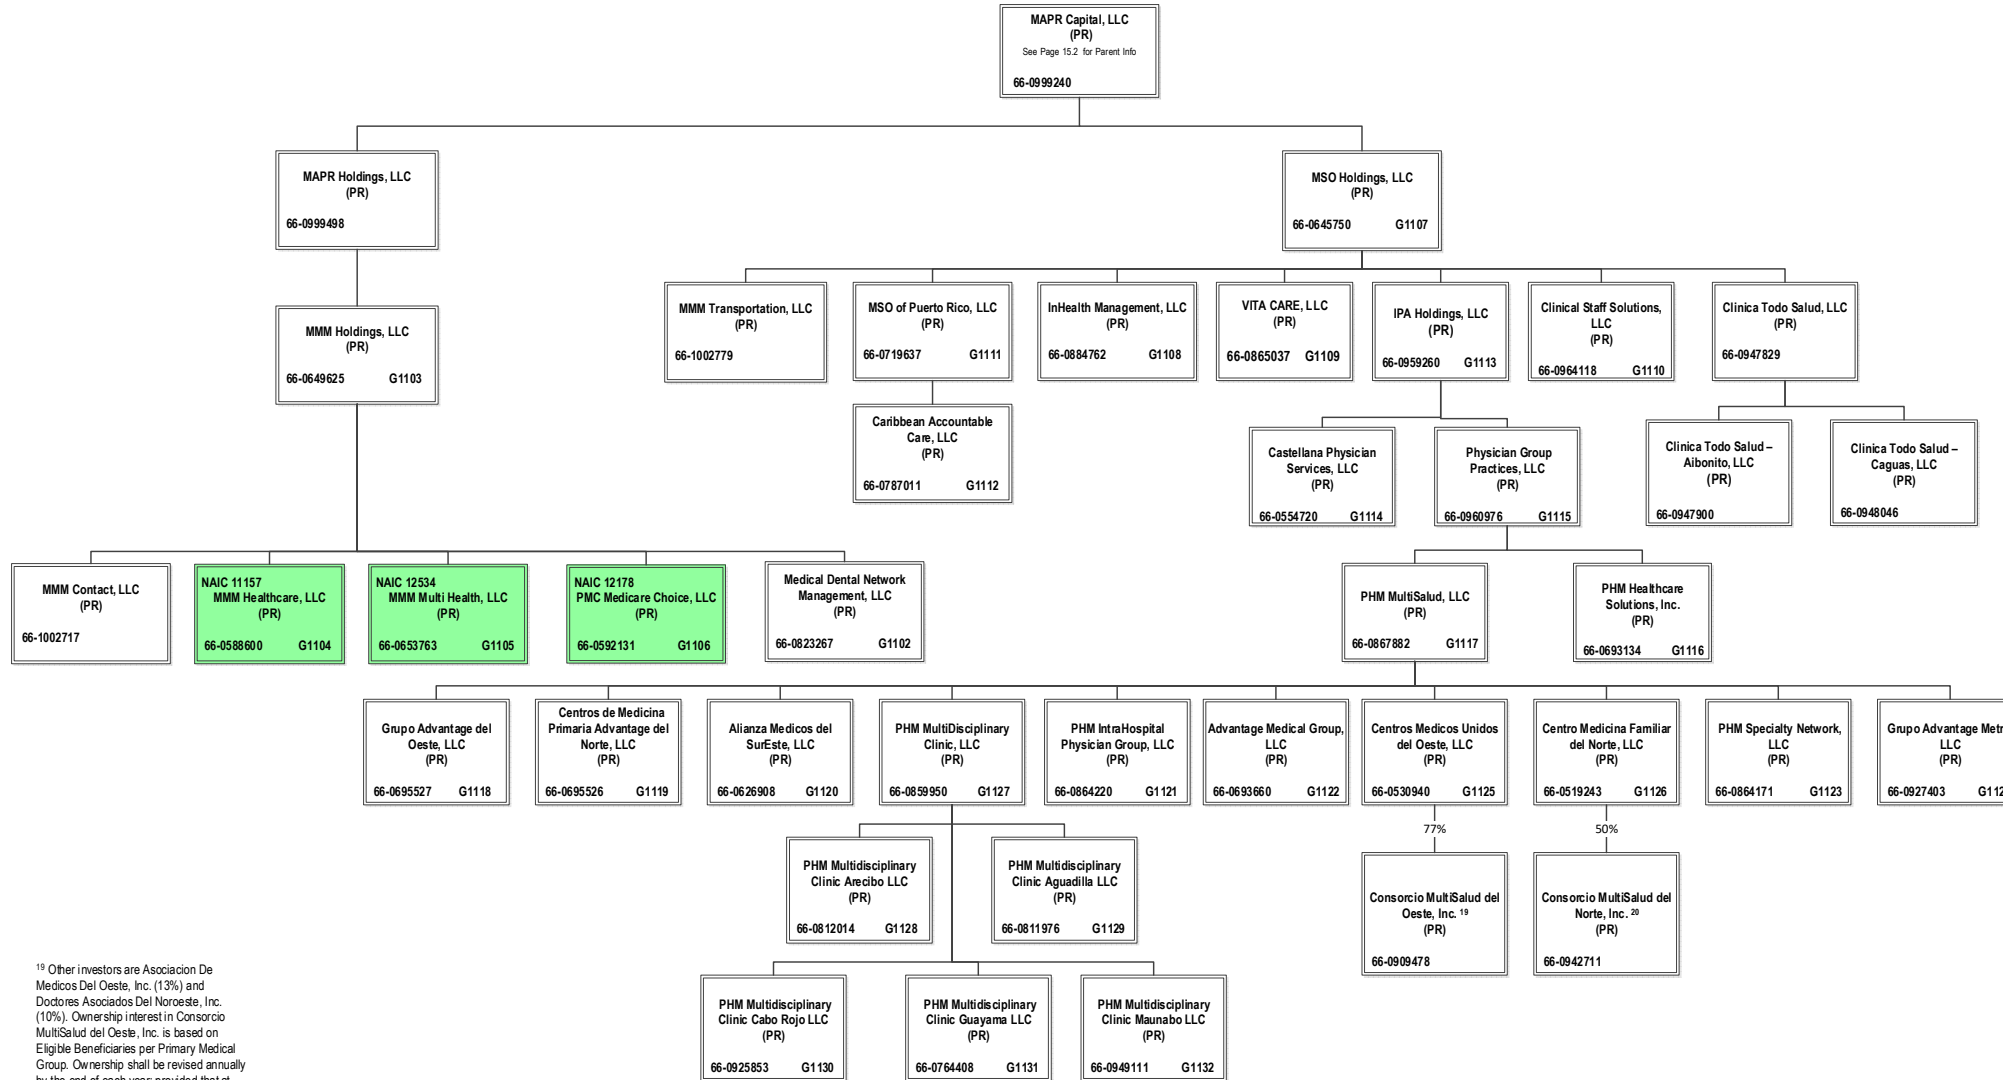 MAPR Capital, LLC
(PR)
See Page 15.2 for Parent Info
66-0999240
MAPR Holdings, LLC
(PR)
66-0999498
MSO Holdings, LLC
(PR)
66-0645750 G1107
MMM Holdings, LLC
(PR)
66-0649625 G1103
MMM Transportation, LLC
(PR)
66-1002779
MSO of Puerto Rico, LLC
(PR)
66-0719637 G1111
InHealth Management, LLC
(PR)
66-0884762 G1108
VITA CARE, LLC
(PR)
66-0865037 G1109
IPA Holdings, LLC
(PR)
66-0959260 G1113
Clinical Staff Solutions,
LLC
(PR)
66-0964118 G1110
Clinica Todo Salud, LLC
(PR)
66-0947829
Caribbean Accountable
Care, LLC
(PR)
66-0787011 G1112
Castellana Physician
Services, LLC
(PR)
66-0554720 G1114
Physician Group
Practices, LLC
(PR)
66-0960976 G1115
Clinica Todo Salud –
Aibonito, LLC
(PR)
66-0947900
Clinica Todo Salud –
Caguas, LLC
(PR)
66-0948046
MMM Contact, LLC
(PR)
66-1002717
NAIC 11157
MMM Healthcare, LLC
(PR)
66-0588600 G1104
NAIC 12534
MMM Multi Health, LLC
(PR)
66-0653763 G1105
NAIC 12178
PMC Medicare Choice, LLC
(PR)
66-0592131 G1106
Medical Dental Network
Management, LLC
(PR)
66-0823267 G1102
PHM MultiSalud, LLC
(PR)
66-0867882 G1117
PHM Healthcare
Solutions, Inc.
(PR)
66-0693134 G1116
Grupo Advantage del
Oeste, LLC
(PR)
66-0695527 G1118
Centros de Medicina
Primaria Advantage del
Norte, LLC
(PR)
66-0695526 G1119
Alianza Medicos del
SurEste, LLC
(PR)
66-0626908 G1120
PHM MultiDisciplinary
Clinic, LLC
(PR)
66-0859950 G1127
PHM IntraHospital
Physician Group, LLC
(PR)
66-0864220 G1121
Advantage Medical Group,
LLC
(PR)
66-0693660 G1122
Centros Medicos Unidos
del Oeste, LLC
(PR)
66-0530940 G1125
Centro Medicina Familiar
del Norte, LLC
(PR)
66-0519243 G1126
PHM Specialty Network,
LLC
(PR)
66-0864171 G1123
Grupo Advantage Metr
LLC
(PR)
66-0927403 G112
77%
50%
PHM Multidisciplinary
Clinic Arecibo LLC
(PR)
66-0812014 G1128
PHM Multidisciplinary
Clinic Aguadilla LLC
(PR)
66-0811976 G1129
Consorcio MultiSalud del
Oeste, Inc. 19
(PR)
66-0909478
Consorcio MultiSalud del
Norte, Inc. 20
(PR)
66-0942711
PHM Multidisciplinary
Clinic Cabo Rojo LLC
(PR)
66-0925853 G1130
PHM Multidisciplinary
Clinic Guayama LLC
(PR)
66-0764408 G1131
PHM Multidisciplinary
Clinic Maunabo LLC
(PR)
66-0949111 G1132
19 Other investors are Asociacion De
Medicos Del Oeste, Inc. (13%) and
Doctores Asociados Del Noroeste, Inc.
(10%). Ownership interest in Consorcio
MultiSalud del Oeste, Inc. is based on
Eligible Beneficiaries per Primary Medical
Group. Ownership shall be revised annually
by the end of each year; provided that at